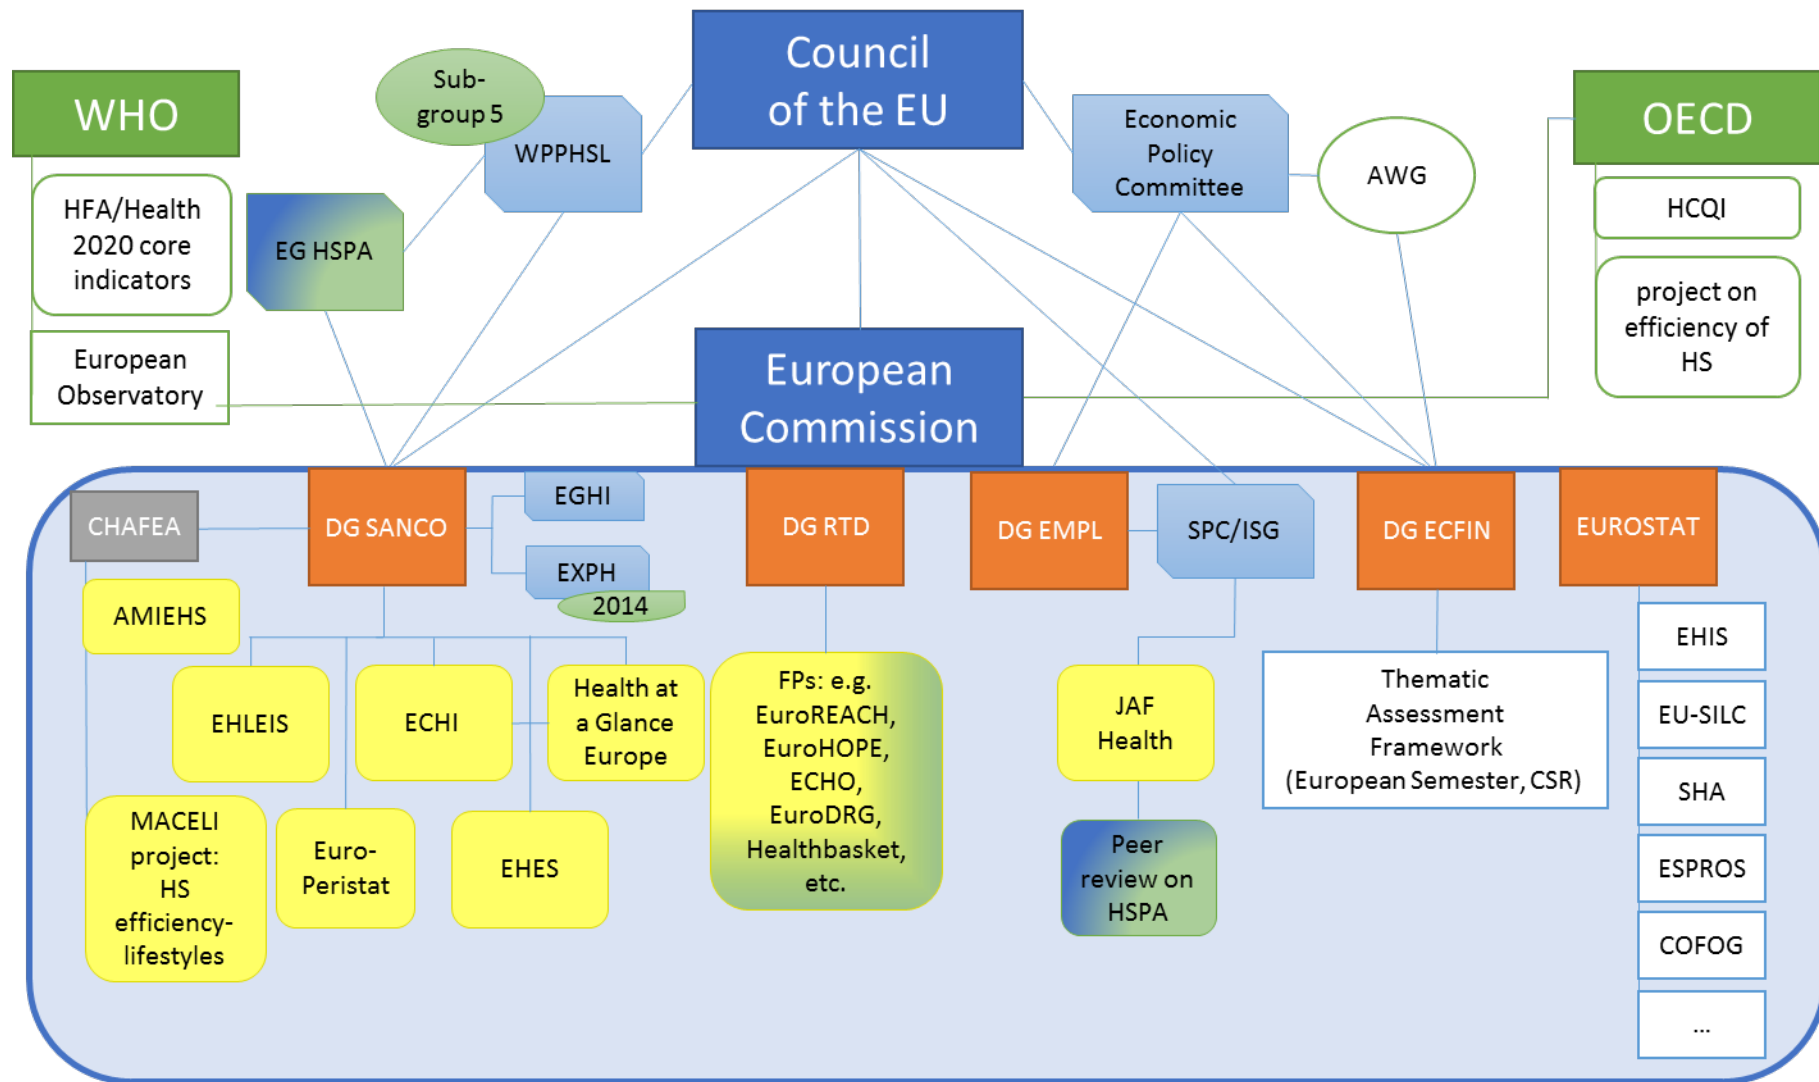 Council
of the EU
WHO
Sub-
group 5
WPPHSL
Economic
Policy
Committee
AWG
OECD
HFA/Health
2020 core
indicators
EG HSPA
HCQI
European
Observatory
European
Commission
project on
efficiency of
HS
CHAFEA
DG SANCO
EGHI
EXPH
2014
DG RTD
DG EMPL
SPC/ISG
DG ECFIN
EUROSTAT
AMIEHS
EHLEIS
ECHI
Health at
a Glance
Europe
FPs: e.g.
EuroREACH,
EuroHOPE,
ECHO,
EuroDRG,
Healthbasket,
etc.
JAF
Health
Thematic
Assessment
Framework
(European Semester, CSR)
EHIS
EU-SILC
SHA
ESPROS
COFOG
...
MACELI
project:
HS
efficiency-
lifestyles
Euro-
Peristat
EHES
Peer
review on
HSPA